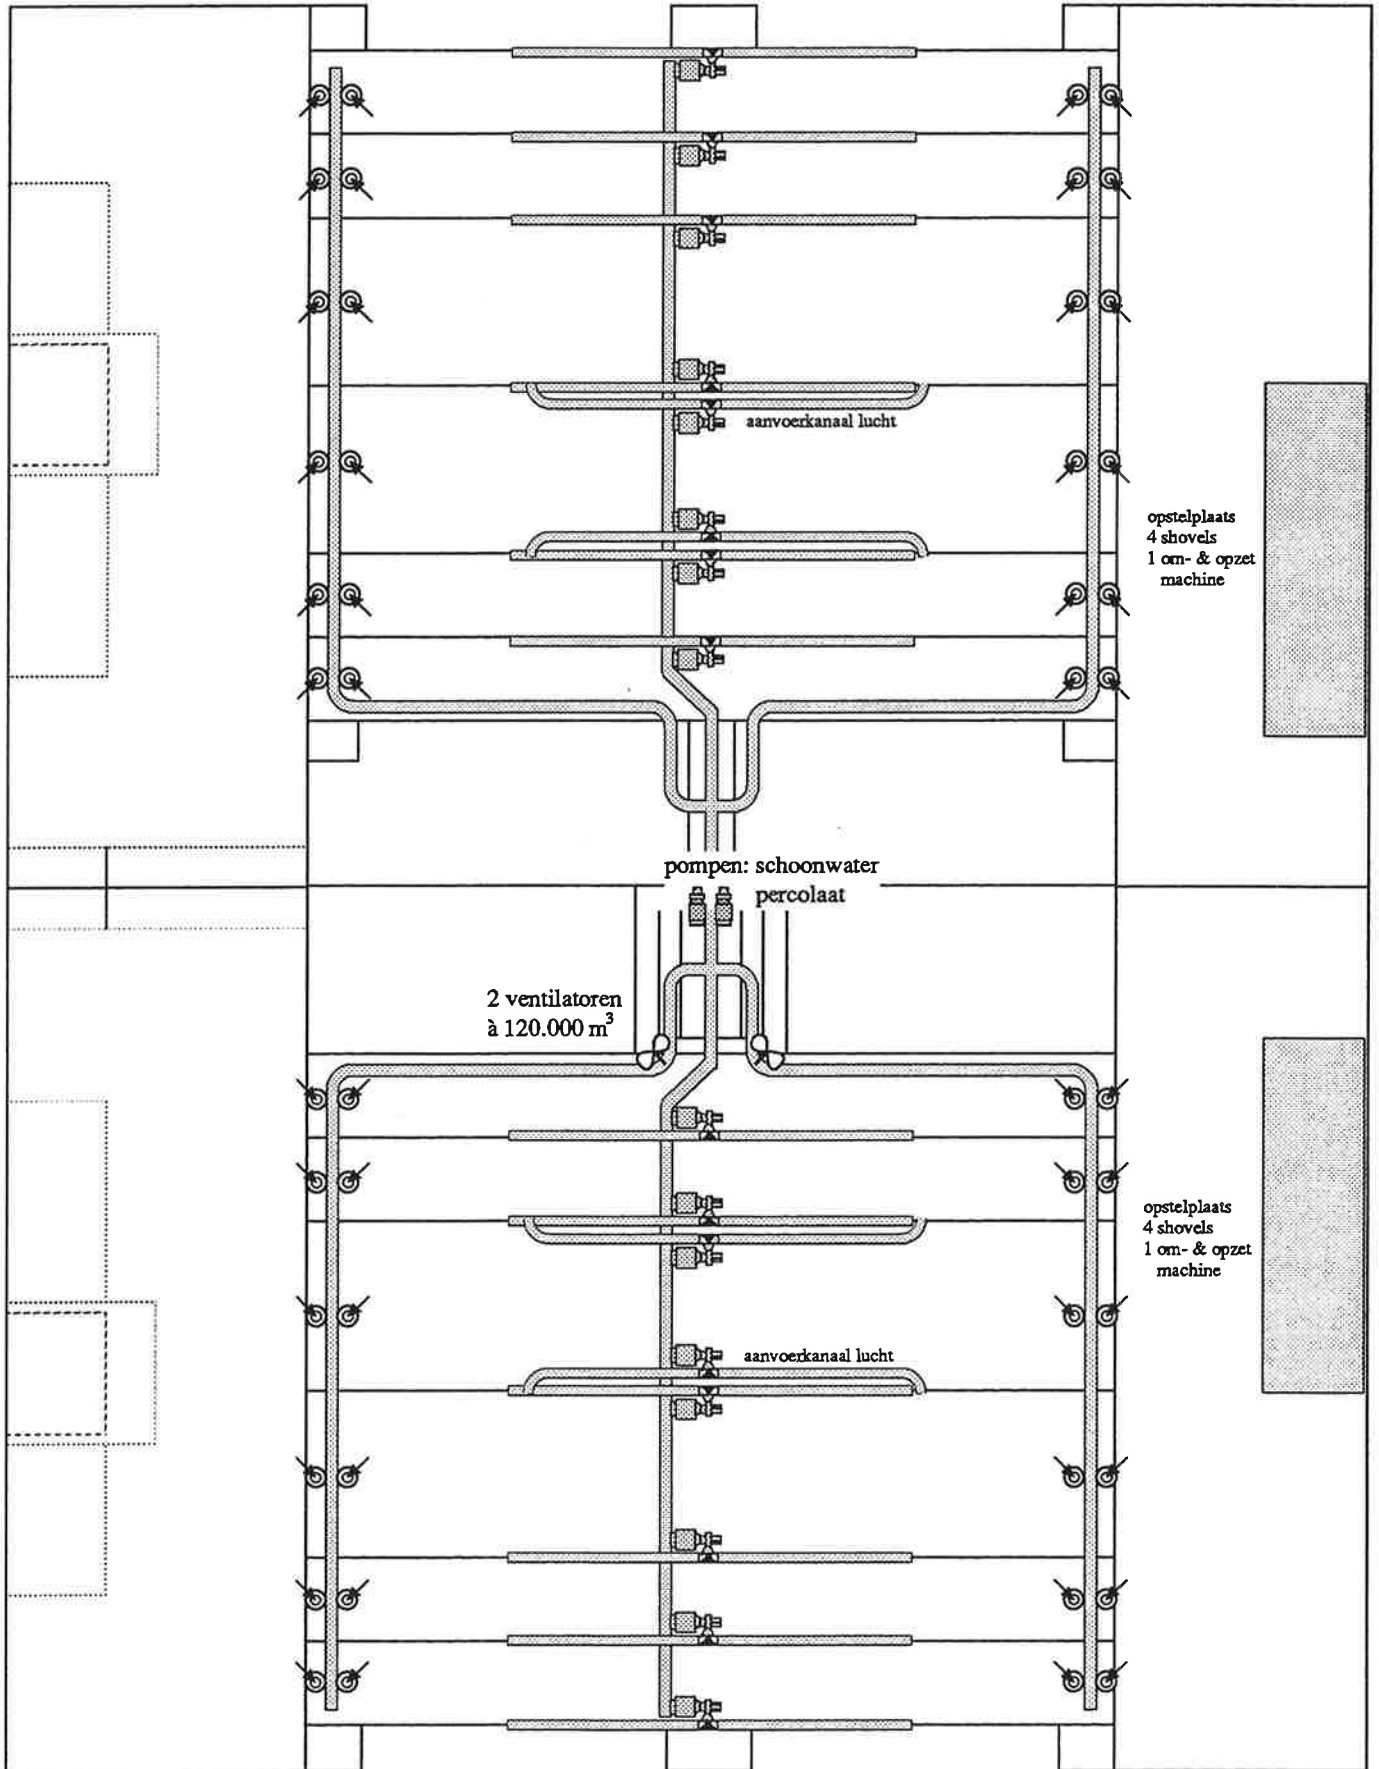 aanvoerkanaal lucht
opstelplaats
4 shovels
1 om- & opzet
machine
pompen: schoonwater
percolaat
2 ventilatoren
à 120.000 m³
opstelplaats
4 shovels
1 om- & opzet
machine
aanvoerkanaal lucht